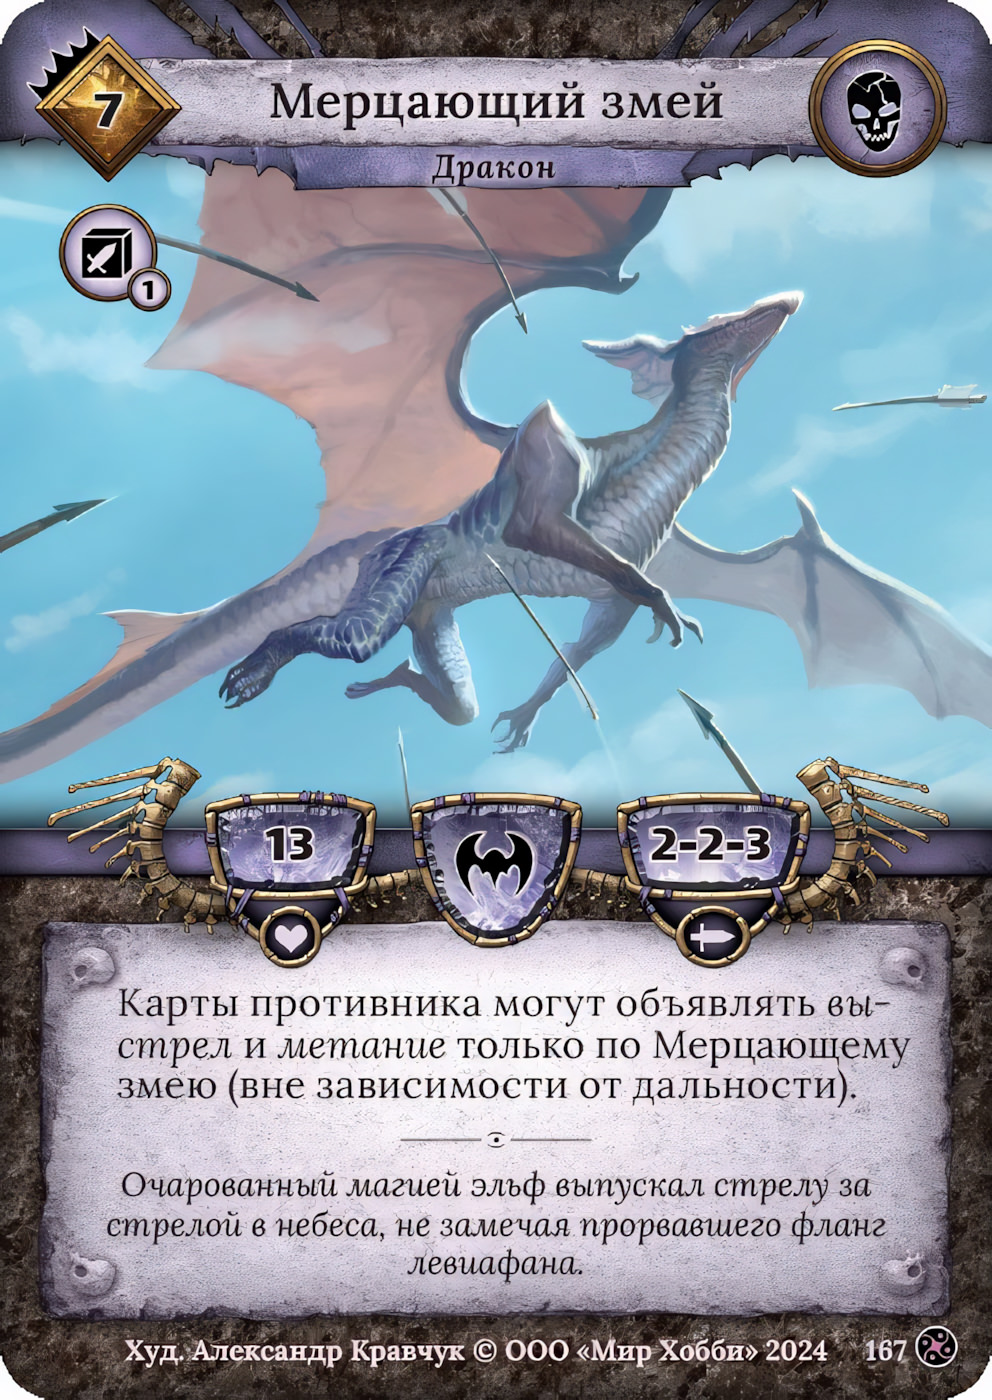 7
Мерцающий змей
Дракон
1
13
2-2-3
Карты противника могут объявлять вы-
стрел и метание только по Мерцающему
змею (вне зависимости от дальности).
Очарованный магией эльф выпускал стрелу за
стрелой в небеса, не замечая прорвавшего фланг
левиафана.
Худ. Александр Кравчук © ООО «Мир Хобби» 2024 167